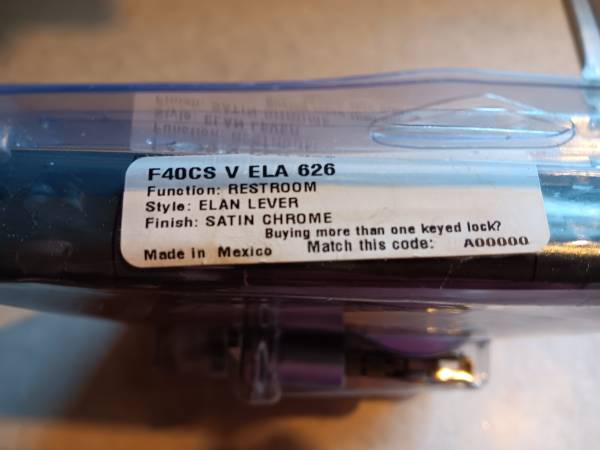 F40CS V ELA 626
Function: RESTROOM
Style: ELAN LEVER
Finish: SATIN CHROME
Buying more than one keyed lock?
Made in Mexico Match this code: A00000